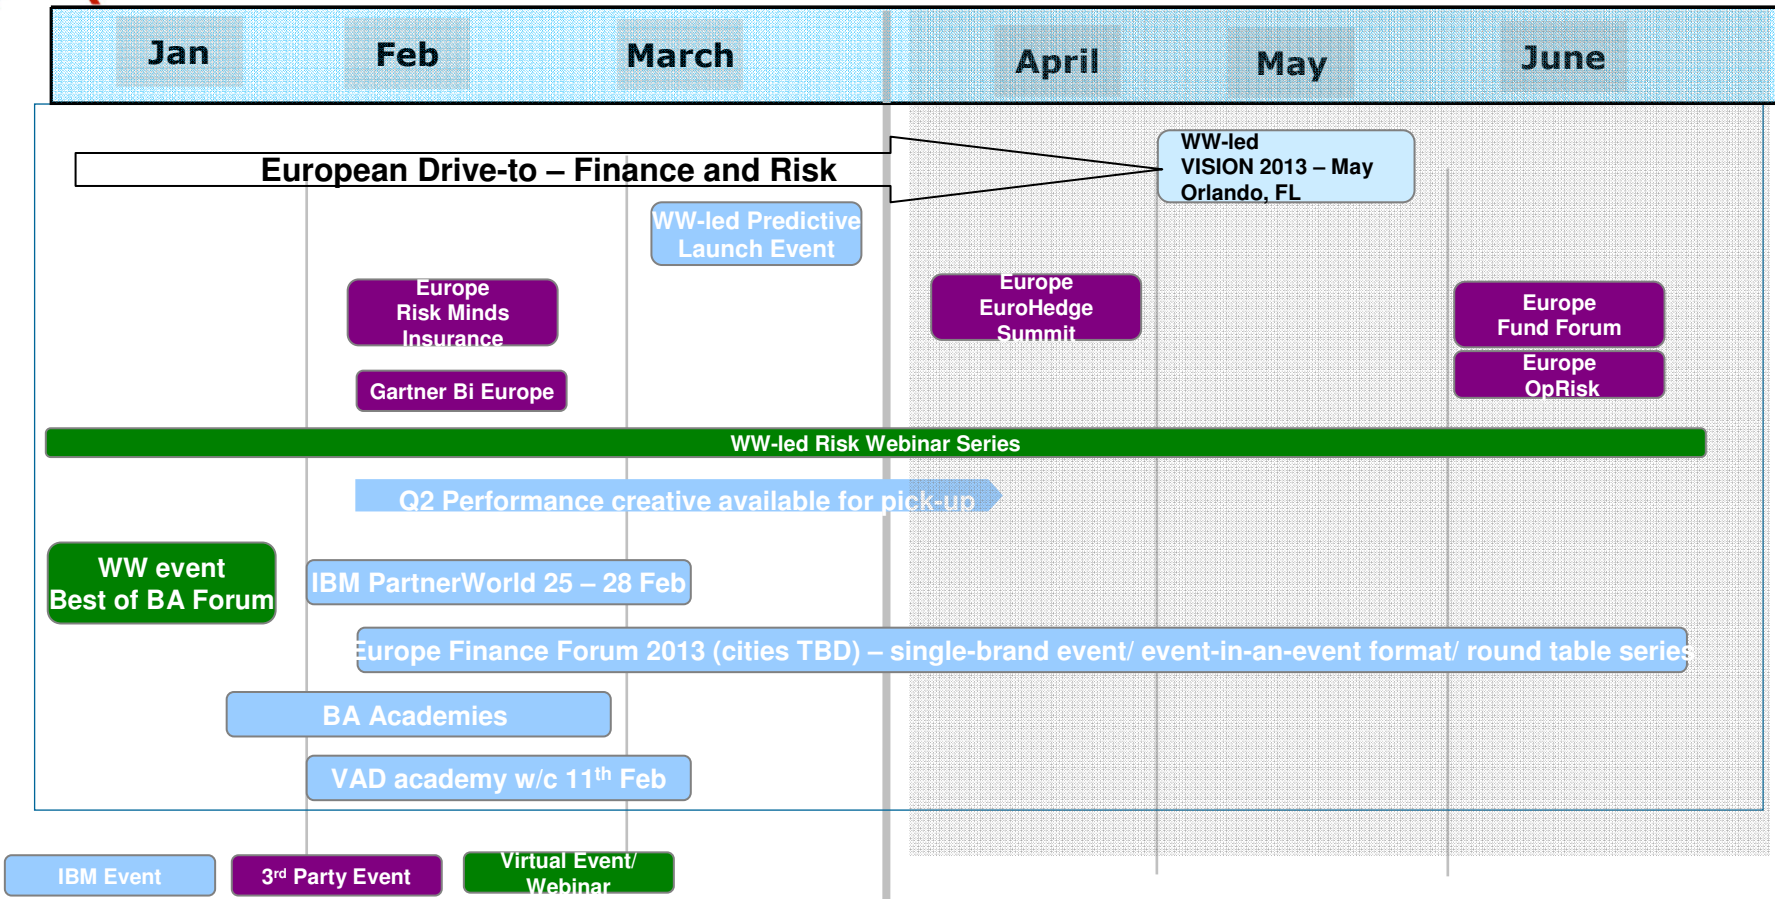 Jan Feb March April May June
European Drive-to – Finance and Risk
WW-led
VISION 2013 – May
Orlando, FL
WW-led Predictive
Launch Event
Europe
Risk Minds
Insurance
Europe
EuroHedge
Summit
Europe
Fund Forum
Gartner Bi Europe
Europe
OpRisk
WW-led Risk Webinar Series
Q2 Performance creative available for pick-up
WW event
Best of BA Forum
IBM PartnerWorld 25 – 28 Feb
Europe Finance Forum 2013 (cities TBD) – single-brand event/ event-in-an-event format/ round table series
BA Academies
VAD academy w/c 11th Feb
IBM Event
3rd Party Event
Virtual Event/
Webinar